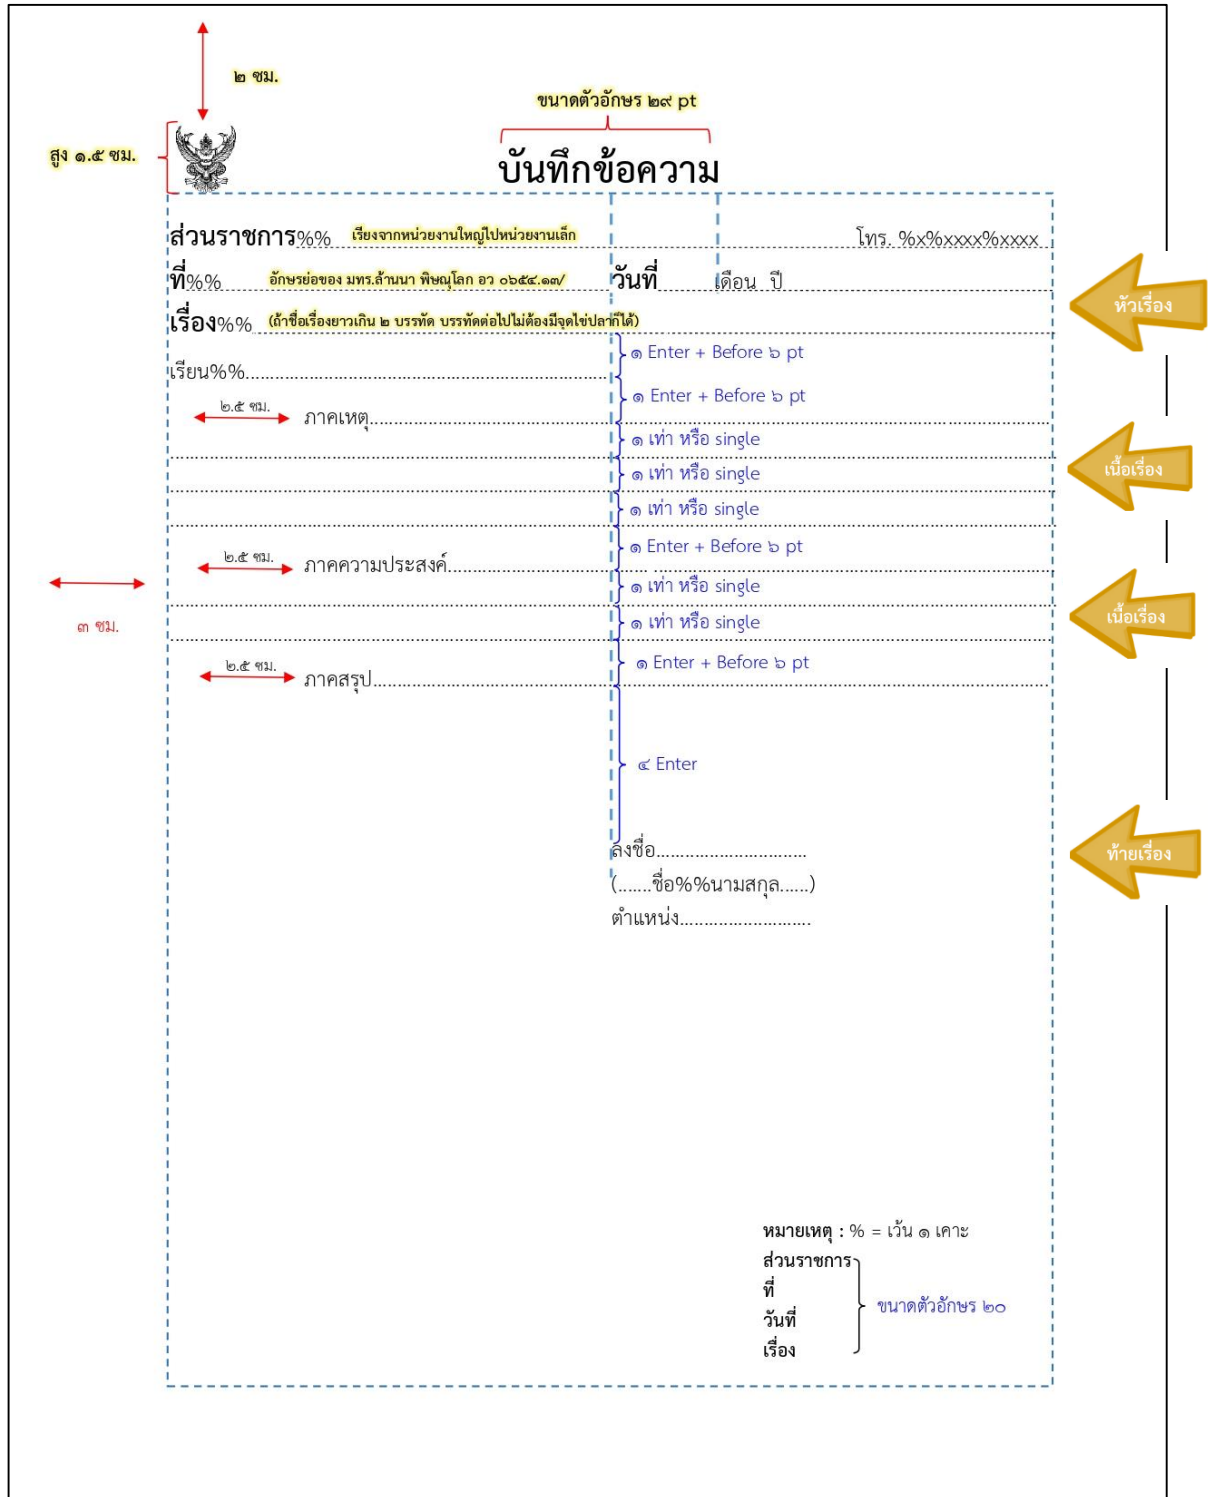 ๒ ซม.
ขนาดตัวอักษร ๒๙ pt
สูง ๑.๕ ซม.
บันทึกข้อความ
ส่วนราชการ%% เรียงจากหน่วยงานใหญ่ไปหน่วยงานเล็ก โทร. %x%xxxx%xxxx
ที่%% อักษรย่อของ มทร.ล้านนา พิษณุโลก อว ๐๖๕๔.๑๓/ วันที่ เดือน ปี
หัวเรื่อง
เรื่อง%% (ถ้าชื่อเรื่องยาวเกิน ๒ บรรทัด บรรทัดต่อไปไม่ต้องมีจุดไข่ปลาก็ได้)
๑ Enter + Before ๖ pt
เรียน%%..........................................................................
๑ Enter + Before ๖ pt
๒.๕ ซม.
ภาคเหตุ..........................................................................
๑ เท่า หรือ single
เนื้อเรื่อง
๑ เท่า หรือ single
๑ เท่า หรือ single
๑ Enter + Before ๖ pt
๒.๕ ซม.
ภาคความประสงค์..........................................................................
๑ เท่า หรือ single
เนื้อเรื่อง
๓ ซม.
๑ เท่า หรือ single
๑ Enter + Before ๖ pt
๒.๕ ซม.
ภาคสรุป..........................................................................
๔ Enter
ลงชื่อ...............................
ท้ายเรื่อง
(.......ชื่อ%%นามสกุล......)
ตำแหน่ง...........................
หมายเหตุ : % = เว้น ๑ เคาะ
ส่วนราชการ
ที่
ขนาดตัวอักษร ๒๐
วันที่
เรื่อง